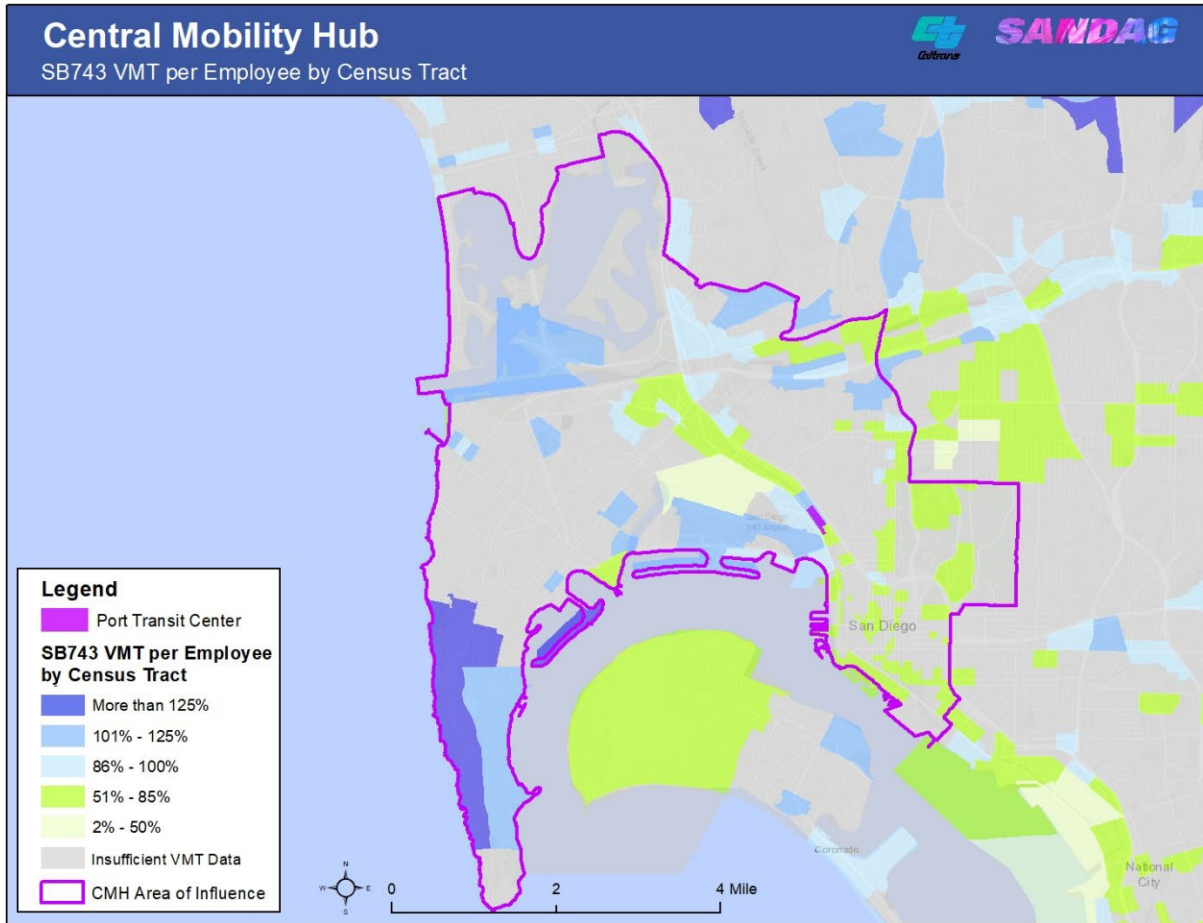 Central Mobility Hub
SB743 VMT per Employee by Census Tract
Caltrans
SANDAG
San Diego
Intl Airport
San Diego
Coronado
National
City
Legend
Port Transit Center
SB743 VMT per Employee
by Census Tract
More than 125%
101% - 125%
86% - 100%
51% - 85%
2% - 50%
Insufficient VMT Data
CMH Area of Influence
N
W
E
S
0
2
4 Mile